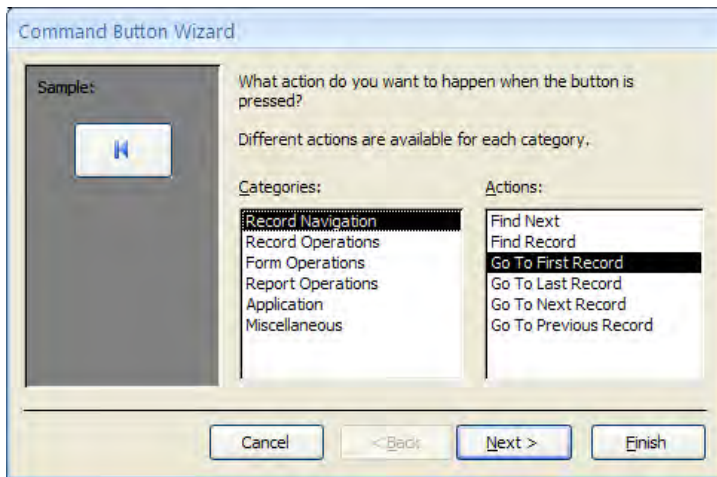 Command Button Wizard
Sample:
What action do you want to happen when the button is
pressed?
Different actions are available for each category.
Categories:
Record Navigation
Record Operations
Form Operations
Report Operations
Application
Miscellaneous
Actions:
Find Next
Find Record
Go To First Record
Go To Last Record
Go To Next Record
Go To Previous Record
Cancel
< Back
Next >
Finish